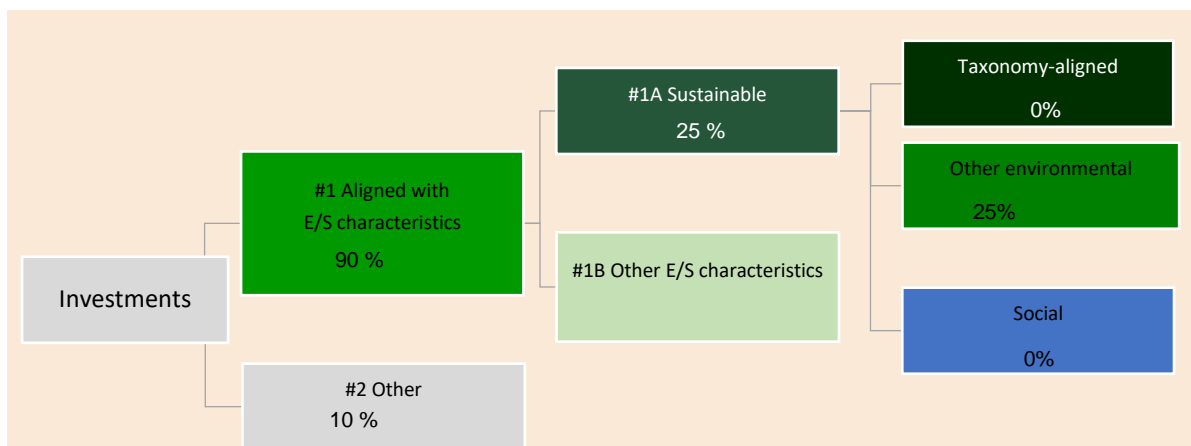 Investments
#1 Aligned with
E/S characteristics
90 %
#2 Other
10 %
#1A Sustainable
25 %
#1B Other E/S characteristics
Taxonomy-aligned
0%
Other environmental
25%
Social
0%